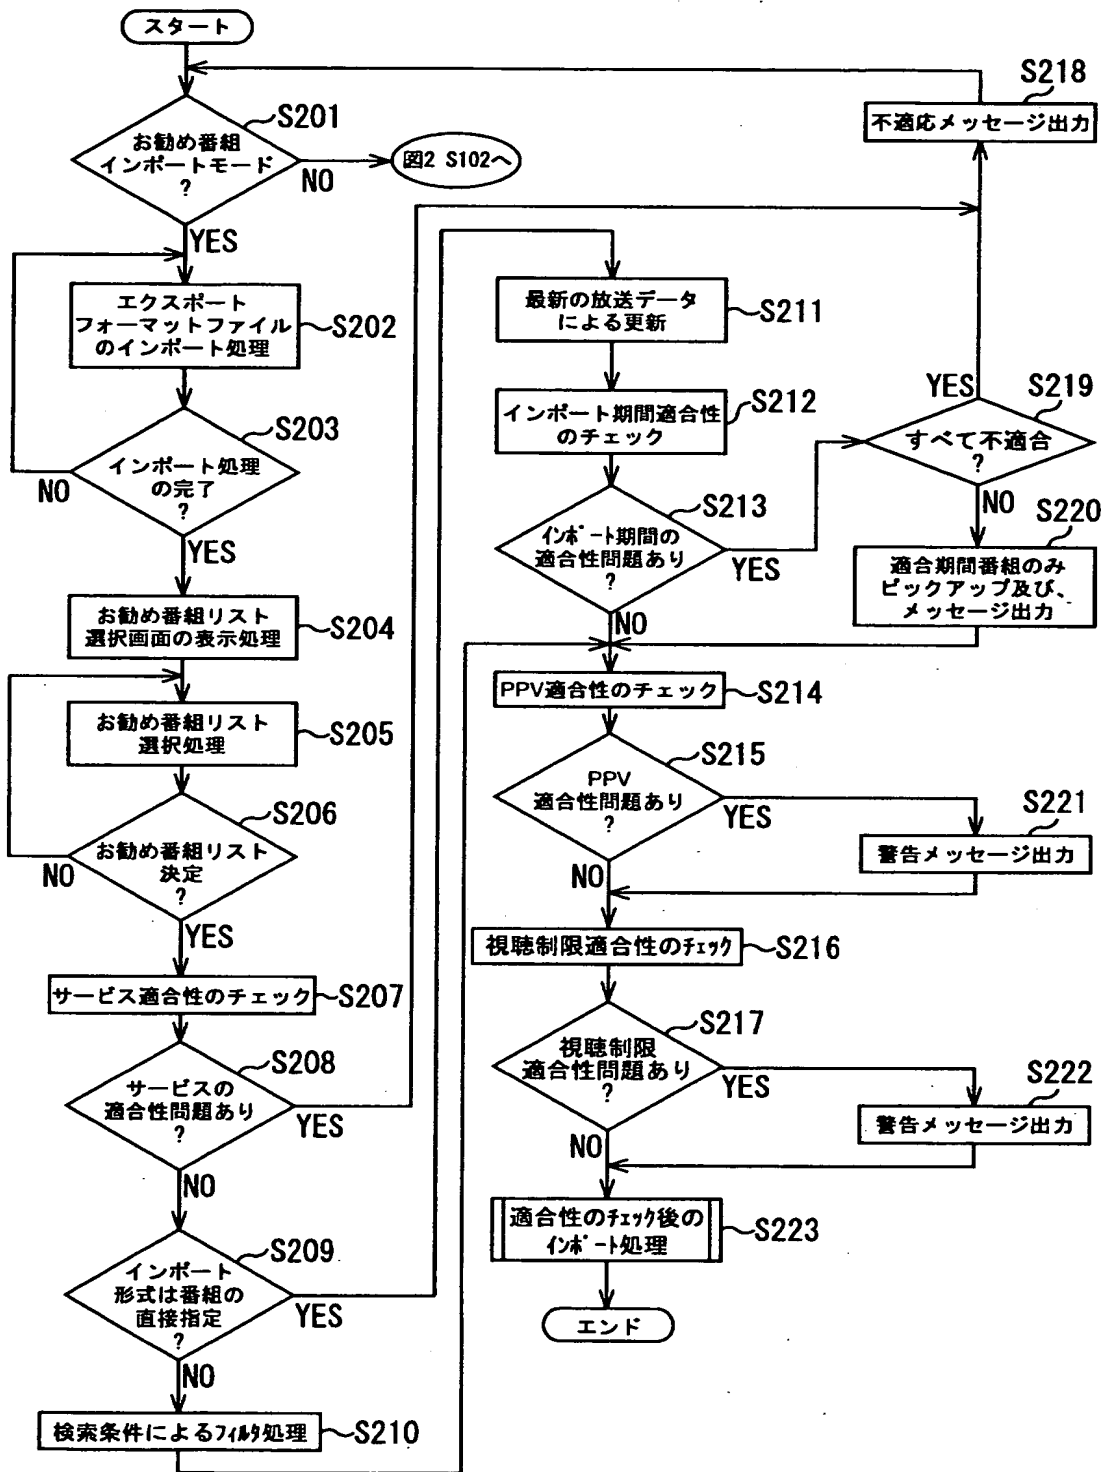 スタート
お勧め番組
インポートモード
?
S201
NO
図2 S102へ
YES
エクスポート
フォーマットファイル
のインポート処理
S202
インポート処理
の完了
?
S203
NO
YES
お勧め番組リスト
選択画面の表示処理
S204
お勧め番組リスト
選択処理
S205
お勧め番組リスト
決定
?
S206
NO
YES
サービス適合性のチェック
S207
サービスの
適合性問題あり
?
S208
YES
NO
インポート
形式は番組の
直接指定
?
S209
YES
NO
検索条件によるフィルタ処理
S210
最新の放送データ
による更新
S211
インポート期間適合性
のチェック
S212
インポート期間の
適合性問題あり
?
S213
YES
NO
PPV適合性のチェック
S214
PPV
適合性問題あり
?
S215
YES
NO
視聴制限適合性のチェック
S216
視聴制限
適合性問題あり
?
S217
YES
NO
適合性のチェック後の
インポート処理
S223
エンド
S218
不適応メッセージ出力
YES
S219
すべて不適合
?
NO
S220
適合期間番組のみ
ピックアップ及び、
メッセージ出力
S221
警告メッセージ出力
S222
警告メッセージ出力